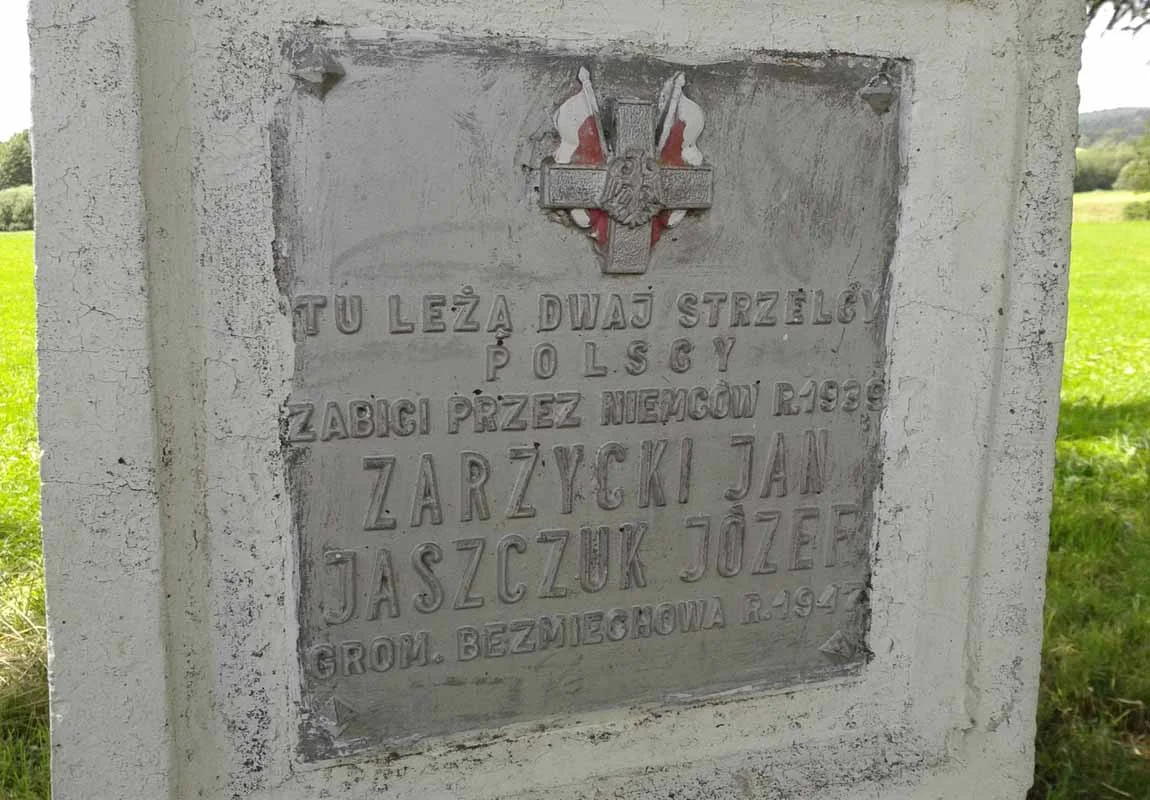 TU LEŻĄ DWAJ STRZELCY
POLSCY
ZABICI PRZEZ NIEMCÓW R.1939
ZARZYCKI JAN
JASZCZUK JÓZEF
GROM. BEZMIECHOWA R.1947